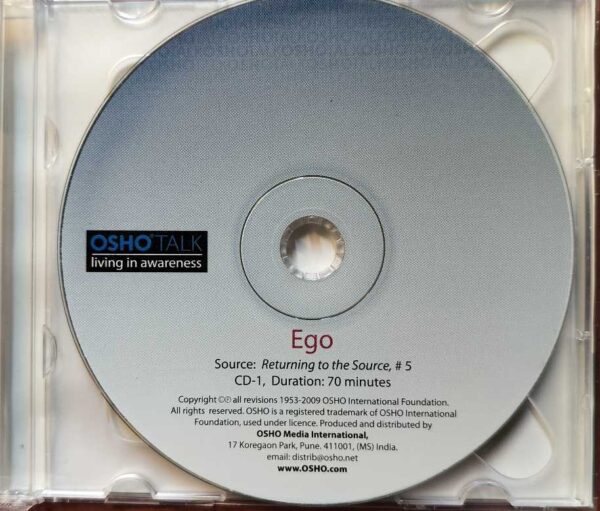 OSHO® TALK
living in awareness
Ego
Source: Returning to the Source, # 5
CD-1, Duration: 70 minutes
Copyright ©℗ all revisions 1953-2009 OSHO International Foundation.
All rights reserved. OSHO is a registered trademark of OSHO International
Foundation, used under licence. Produced and distributed by
OSHO Media International,
17 Koregaon Park, Pune. 411001, (MS) India.
email: distrib@osho.net
www.OSHO.com